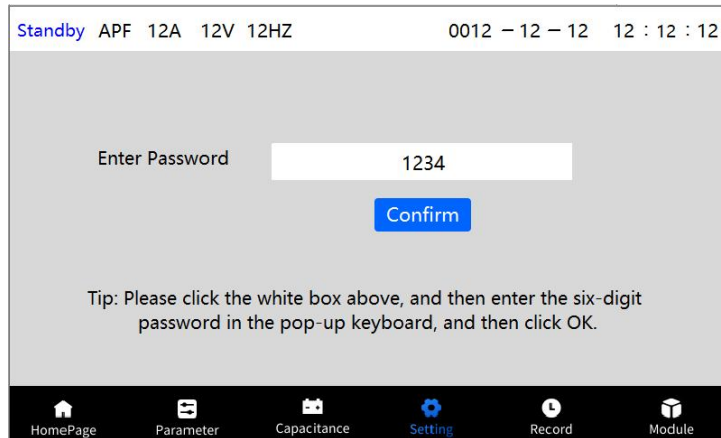 Standby APF 12A 12V 12HZ 0012 – 12 – 12 12 : 12 : 12
Enter Password 1234
Confirm
Tip: Please click the white box above, and then enter the six-digit
password in the pop-up keyboard, and then click OK.
HomePage Parameter Capacitance Setting Record Module